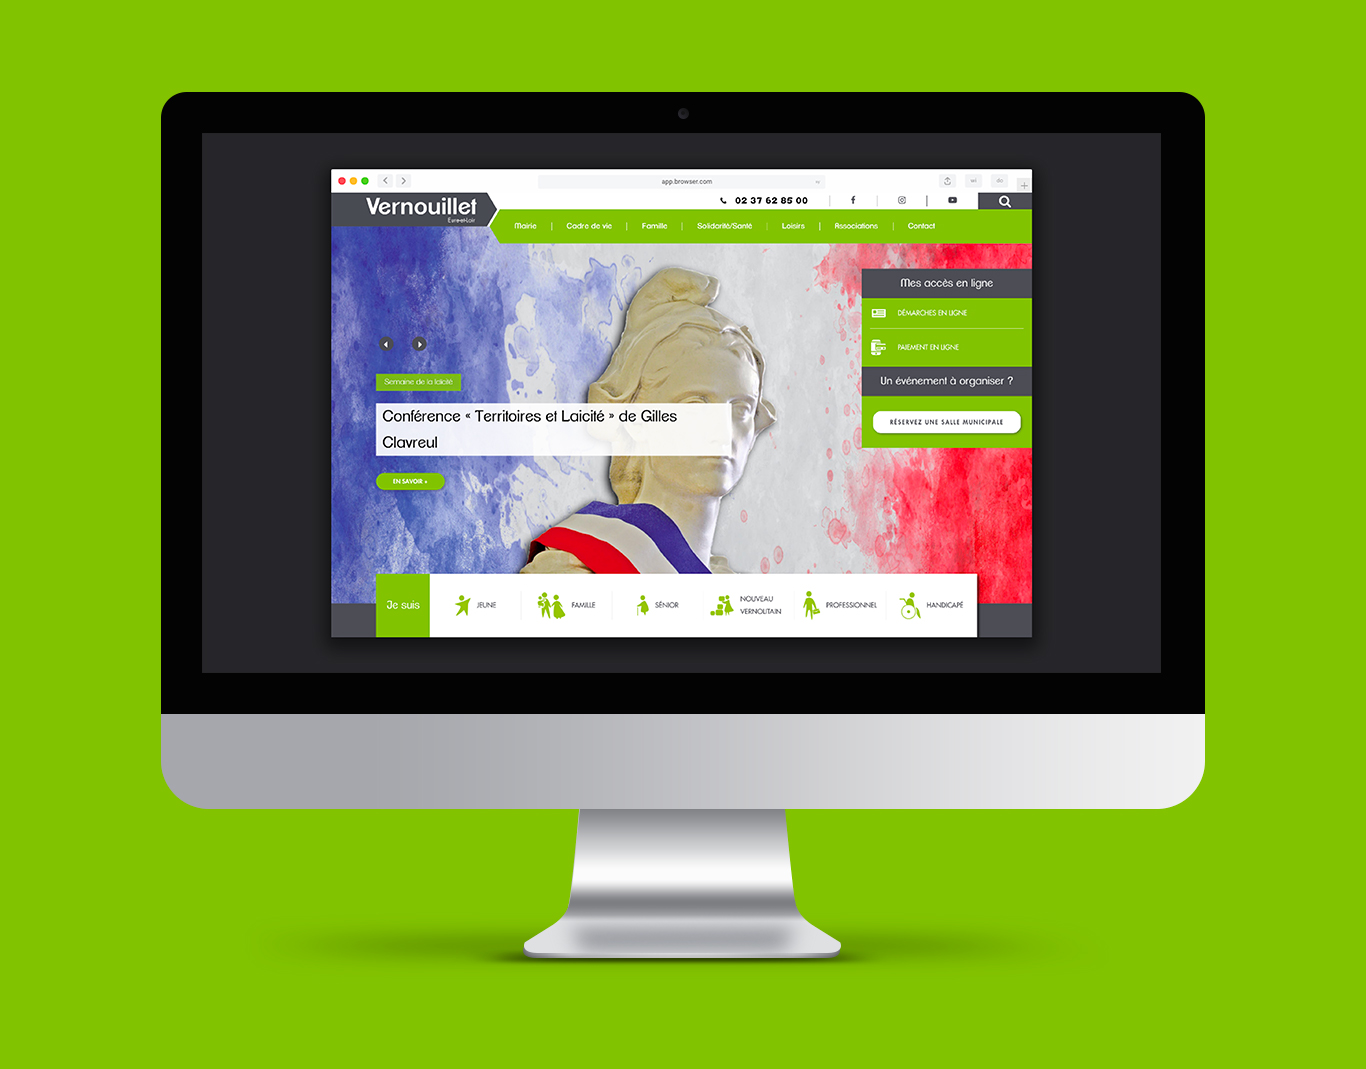 app.browser.com
Vernouillet
Eure-et-Loir
02 37 62 85 00
Mairie
Cadre de vie
Famille
Solidarité/Santé
Loisirs
Associations
Contact
Mes accès en ligne
DÉMARCHES EN LIGNE
PAIEMENT EN LIGNE
Un événement à organiser ?
RÉSERVEZ UNE SALLE MUNICIPALE
Semaine de la laïcité
Conférence « Territoires et Laïcité » de Gilles
Clavreul
EN SAVOIR +
Je suis
JEUNE
FAMILLE
SÉNIOR
NOUVEAU
VERNOLITAIN
PROFESSIONNEL
HANDICAPÉ